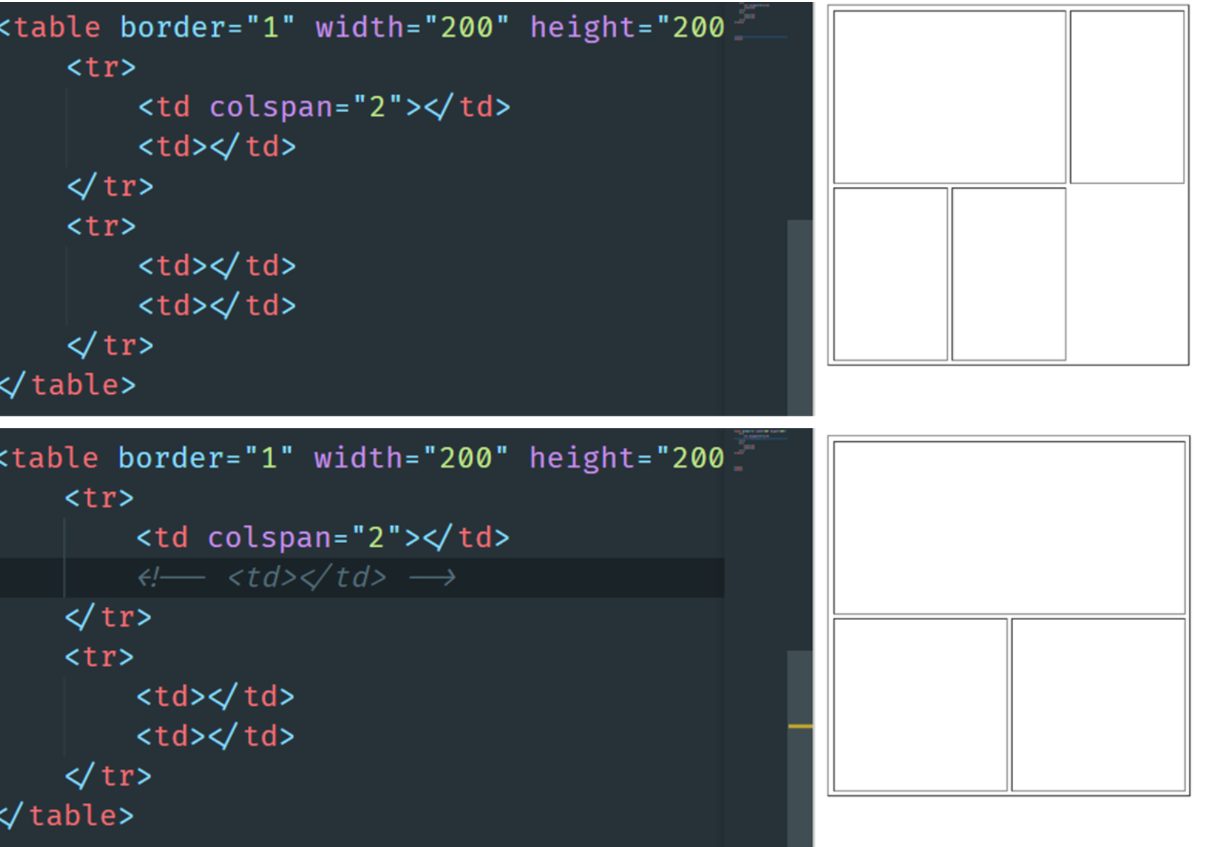 <table border="1" width="200" height="200
<tr>
<td colspan="2"></td>
<td></td>
</tr>
<tr>
<td></td>
<td></td>
</tr>
</table>
<table border="1" width="200" height="200
<tr>
<td colspan="2"></td>
<!-- <td></td> -->
</tr>
<tr>
<td></td>
<td></td>
</tr>
</table>